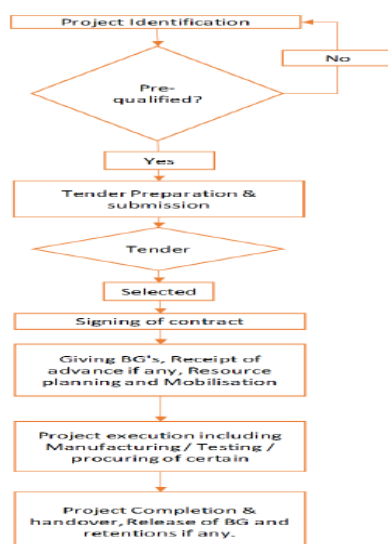 Project Identification
No
Pre-
qualified?
Yes
Tender Preparation &
submission
Tender
Selected
Signing of contract
Giving BG's, Receipt of
advance if any, Resource
planning and Mobilisation
Project execution including
Manufacturing / Testing /
procuring of certain
Project Completion &
handover, Release of BG and
retentions if any.